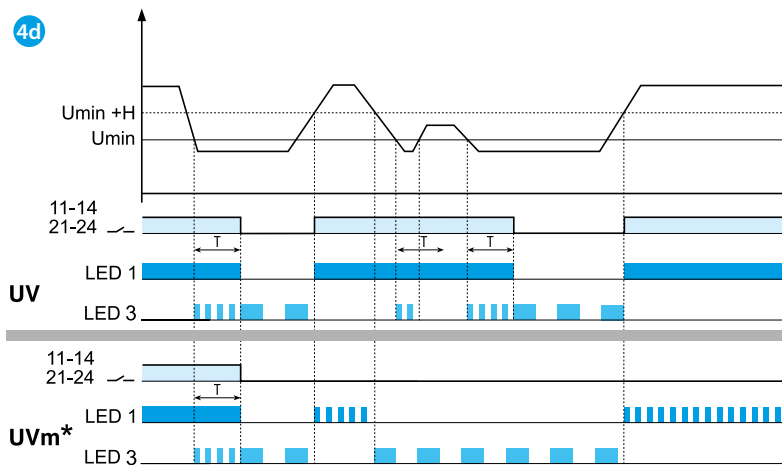 4d
Umin +H
Umin
11-14
21-24
T
T
T
LED 1
UV
LED 3
11-14
21-24
T
LED 1
UVm*
LED 3